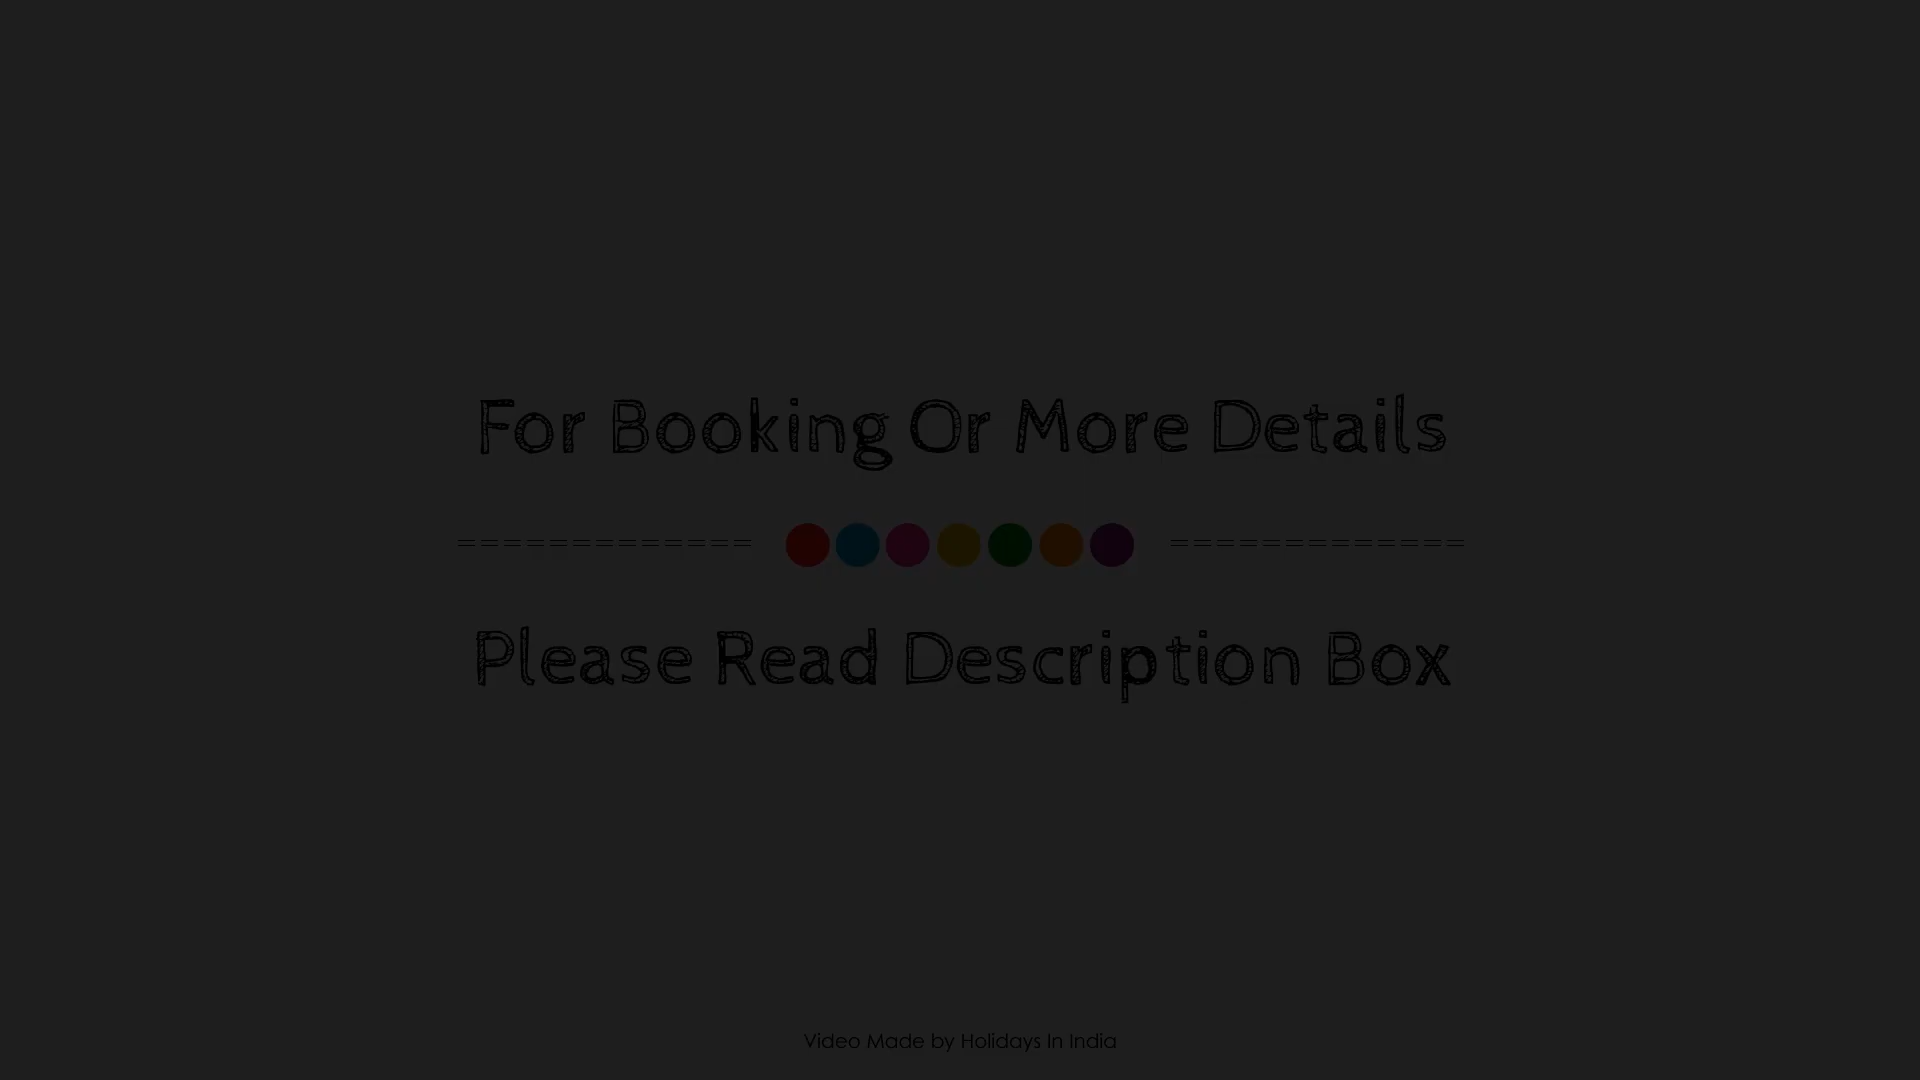 For Booking Or More Details
============= =============
Please Read Description Box
Video Made by Holidays In India